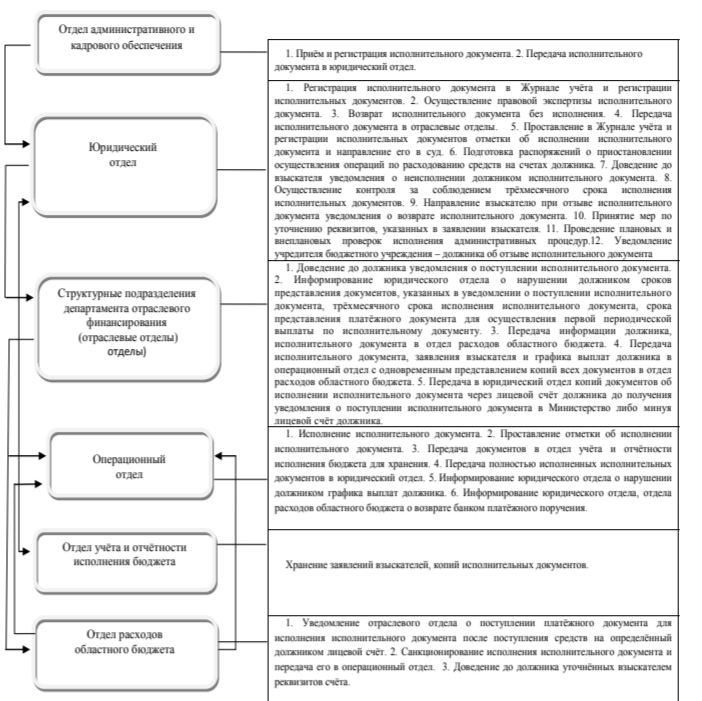 Отдел административного и
кадрового обеспечения
1. Приём и регистрация исполнительного документа. 2. Передача исполнительного
документа в юридический отдел.
Юридический
отдел
1. Регистрация исполнительного документа в Журнале учёта и регистрации
исполнительных документов. 2. Осуществление правовой экспертизы исполнительного
документа. 3. Возврат исполнительного документа без исполнения. 4. Передача
исполнительного документа в отраслевые отделы. 5. Проставление в Журнале учёта и
регистрации исполнительных документов отметки об исполнении исполнительного
документа и направление его в суд. 6. Подготовка распоряжений о приостановлении
осуществления операций по расходованию средств на счетах должника. 7. Доведение до
взыскателя уведомления о неисполнении должником исполнительного документа. 8.
Осуществление контроля за соблюдением трёхмесячного срока исполнения
исполнительных документов. 9. Направление взыскателю при отзыве исполнительного
документа уведомления о возврате исполнительного документа. 10. Принятие мер по
уточнению реквизитов, указанных в заявлении взыскателя. 11. Проведение плановых и
внеплановых проверок исполнения административных процедур.12. Уведомление
учредителя бюджетного учреждения – должника об отзыве исполнительного документа
Структурные подразделения
департамента отраслевого
финансирования
(отраслевые отделы)
отделы)
1. Доведение до должника уведомления о поступлении исполнительного документа.
2. Информирование юридического отдела о нарушении должником сроков
представления документов, указанных в уведомлении о поступлении исполнительного
документа, трёхмесячного срока исполнения исполнительного документа, срока
представления платёжного документа для осуществления первой периодической
выплаты по исполнительному документу. 3. Передача информации должника,
исполнительного документа в отдел расходов областного бюджета. 4. Передача
исполнительного документа, заявления взыскателя и графика выплат должника в
операционный отдел с одновременным представлением копий всех документов в отдел
расходов областного бюджета. 5. Передача в юридический отдел копий документов об
исполнении исполнительного документа через лицевой счёт должника до получения
уведомления о поступлении исполнительного документа в Министерство либо минуя
лицевой счёт должника.
Операционный
отдел
1. Исполнение исполнительного документа. 2. Проставление отметки об исполнении
исполнительного документа. 3. Передача документов в отдел учёта и отчётности
исполнения бюджета для хранения. 4. Передача полностью исполненных исполнительных
документов в юридический отдел. 5. Информирование юридического отдела о нарушении
должником графика выплат должника. 6. Информирование юридического отдела, отдела
расходов областного бюджета о возврате банком платёжного поручения.
Отдел учёта и отчётности
исполнения бюджета
Хранение заявлений взыскателей, копий исполнительных документов.
Отдел расходов
областного бюджета
1. Уведомление отраслевого отдела о поступлении платёжного документа для
исполнения исполнительного документа после поступления средств на определённый
должником лицевой счёт. 2. Санкционирование исполнения исполнительного документа и
передача его в операционный отдел. 3. Доведение до должника уточнённых взыскателем
реквизитов счёта.